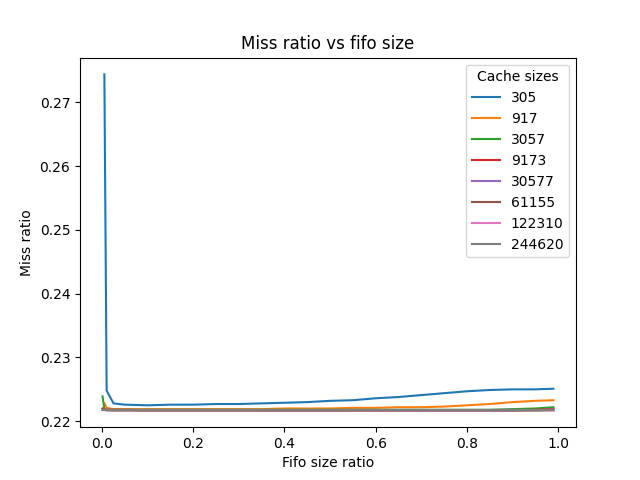 Miss ratio vs fifo size
Cache sizes
305
917
3057
9173
30577
61155
122310
244620
Miss ratio
0.27
0.26
0.25
0.24
0.23
0.22
0.0 0.2 0.4 0.6 0.8 1.0
Fifo size ratio